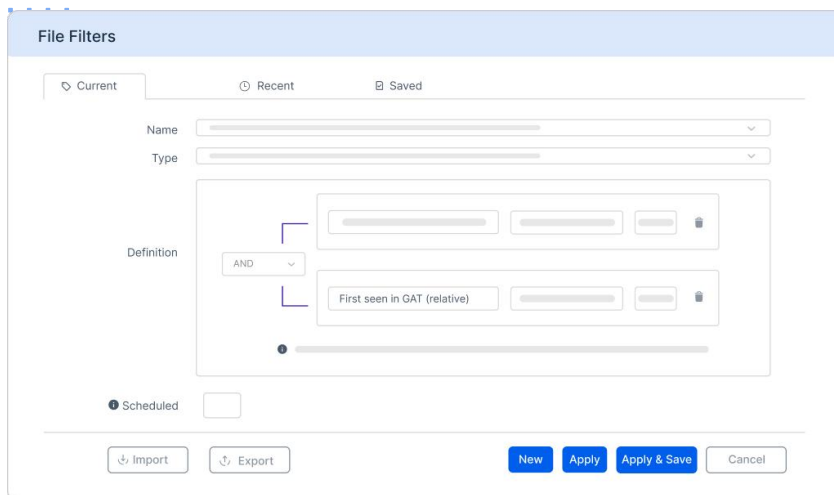 File Filters
Current
Recent
Saved
Name
Type
Definition
AND
First seen in GAT (relative)
Scheduled
Import
Export
New
Apply
Apply & Save
Cancel